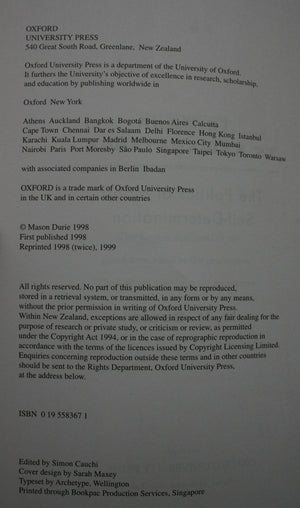 OXFORD
UNIVERSITY PRESS
540 Great South Road, Greenlane, New Zealand
Oxford University Press is a department of the University of Oxford.
It furthers the University's objective of excellence in research, scholarship,
and education by publishing worldwide in
Oxford New York
Athens Auckland Bangkok Bogotá Buenos Aires Calcutta
Cape Town Chennai Dar es Salaam Delhi Florence Hong Kong Istanbul
Karachi Kuala Lumpur Madrid Melbourne Mexico City Mumbai
Nairobi Paris Port Moresby São Paulo Singapore Taipei Tokyo Toronto Warsaw
with associated companies in Berlin Ibadan
OXFORD is a trade mark of Oxford University Press
in the UK and in certain other countries
© Mason Durie 1998
First published 1998
Reprinted 1998 (twice), 1999
All rights reserved. No part of this publication may be reproduced,
stored in a retrieval system, or transmitted, in any form or by any means,
without the prior permission in writing of Oxford University Press.
Within New Zealand, exceptions are allowed in respect of any fair dealing for the
purpose of research or private study, or criticism or review, as permitted
under the Copyright Act 1994, or in the case of reprographic reproduction in
accordance with the terms of the licences issued by Copyright Licensing Limited.
Enquiries concerning reproduction outside these terms and in other countries
should be sent to the Rights Department, Oxford University Press,
at the address below.
ISBN 0 19 558367 1
Edited by Simon Cauchi
Cover design by Sarah Maxey
Typeset by Archetype, Wellington
Printed through Bookpac Production Services, Singapore